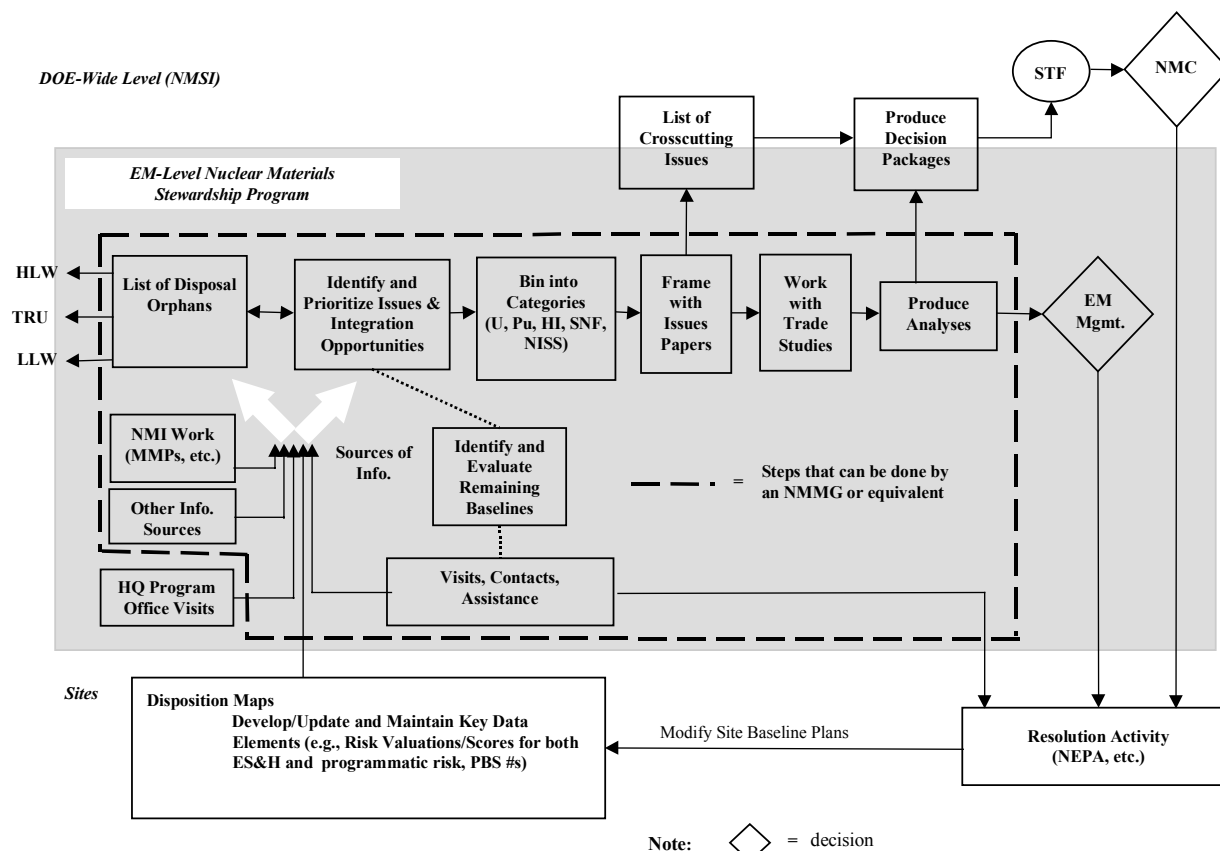 DOE-Wide Level (NMSI)
STF
NMC
List of
Crosscutting
Issues
Produce
Decision
Packages
EM-Level Nuclear Materials
Stewardship Program
HLW
TRU
LLW
List of Disposal
Orphans
Identify and
Prioritize Issues &
Integration
Opportunities
Bin into
Categories
(U, Pu, HI, SNF,
NISS)
Frame
with
Issues
Papers
Work
with
Trade
Studies
Produce
Analyses
EM
Mgmt.
NMI Work
(MMPs, etc.)
Sources of
Info.
Identify and
Evaluate
Remaining
Baselines
=
Steps that can be done by
an NMMG or equivalent
Other Info.
Sources
HQ Program
Office Visits
Visits, Contacts,
Assistance
Sites
Disposition Maps
Develop/Update and Maintain Key Data
Elements (e.g., Risk Valuations/Scores for both
ES&H and programmatic risk, PBS #s)
Modify Site Baseline Plans
Resolution Activity
(NEPA, etc.)
Note:
= decision